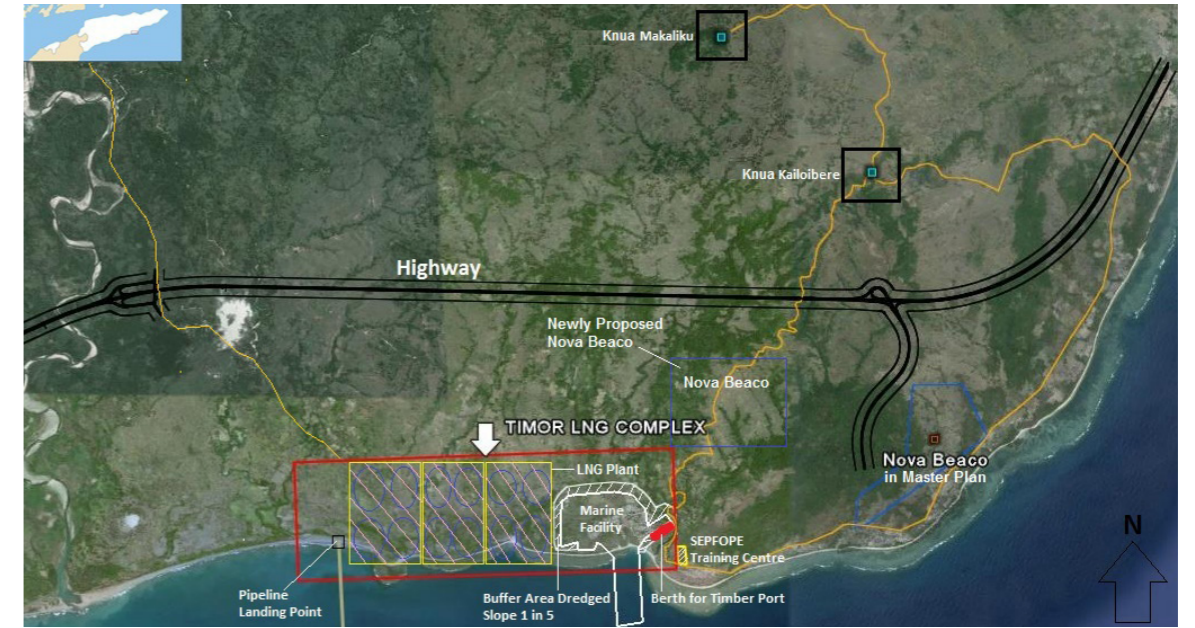 Knua Makaliku
Knua Kailoibere
Highway
Newly Proposed
Nova Beaco
Nova Beaco
TIMOR LNG COMPLEX
Nova Beaco
in Master Plan
LNG Plant
Marine
Facility
SEPFOPE
Training Centre
N
Pipeline
Landing Point
Buffer Area Dredged
Slope 1 in 5
Berth for Timber Port